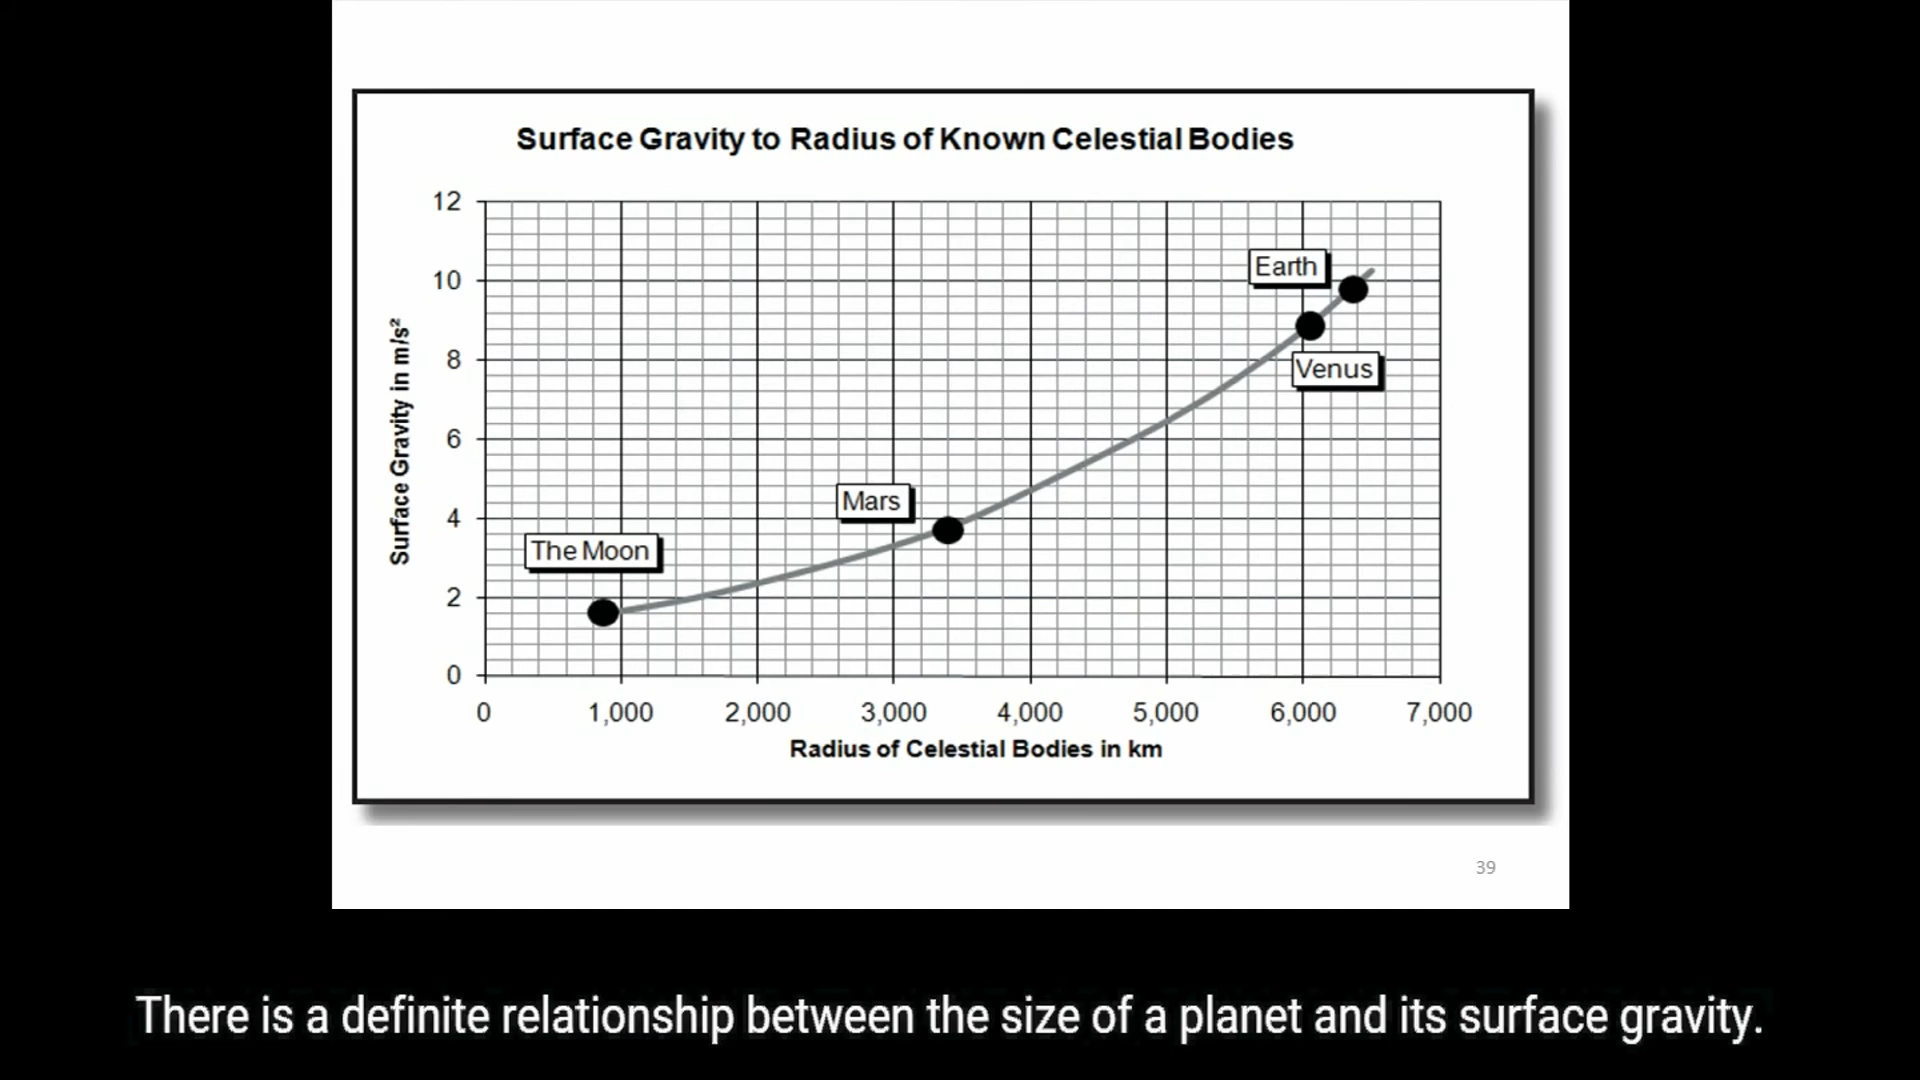 Surface Gravity to Radius of Known Celestial Bodies
12
10
8
6
4
2
0
Surface Gravity in m/s²
Earth
Venus
Mars
The Moon
0 1,000 2,000 3,000 4,000 5,000 6,000 7,000
Radius of Celestial Bodies in km
39
There is a definite relationship between the size of a planet and its surface gravity.